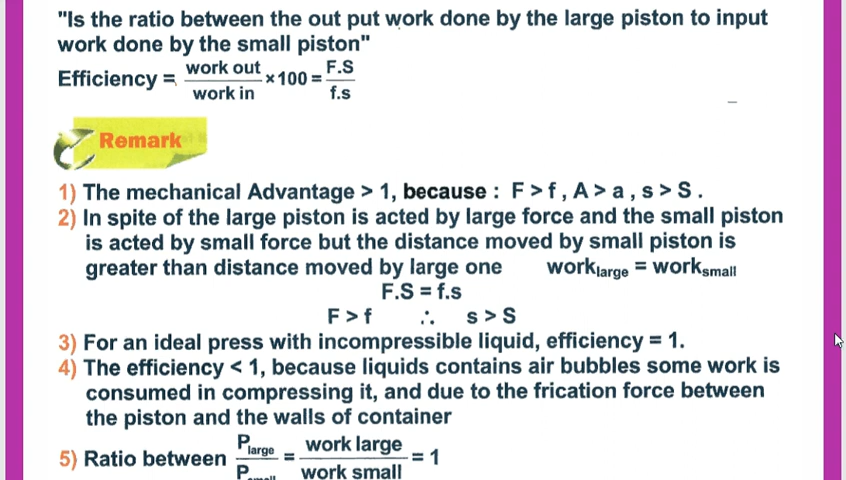 "Is the ratio between the out put work done by the large piston to input
work done by the small piston"
Efficiency = work out / work in ×100 = F.S / f.s
Remark
1) The mechanical Advantage > 1, because : F > f , A > a , s > S .
2) In spite of the large piston is acted by large force and the small piston
is acted by small force but the distance moved by small piston is
greater than distance moved by large one work large = work small
F.S = f.s
F > f ∴ s > S
3) For an ideal press with incompressible liquid, efficiency = 1.
4) The efficiency < 1, because liquids contains air bubbles some work is
consumed in compressing it, and due to the frication force between
the piston and the walls of container
5) Ratio between P large / P = work large / work small = 1